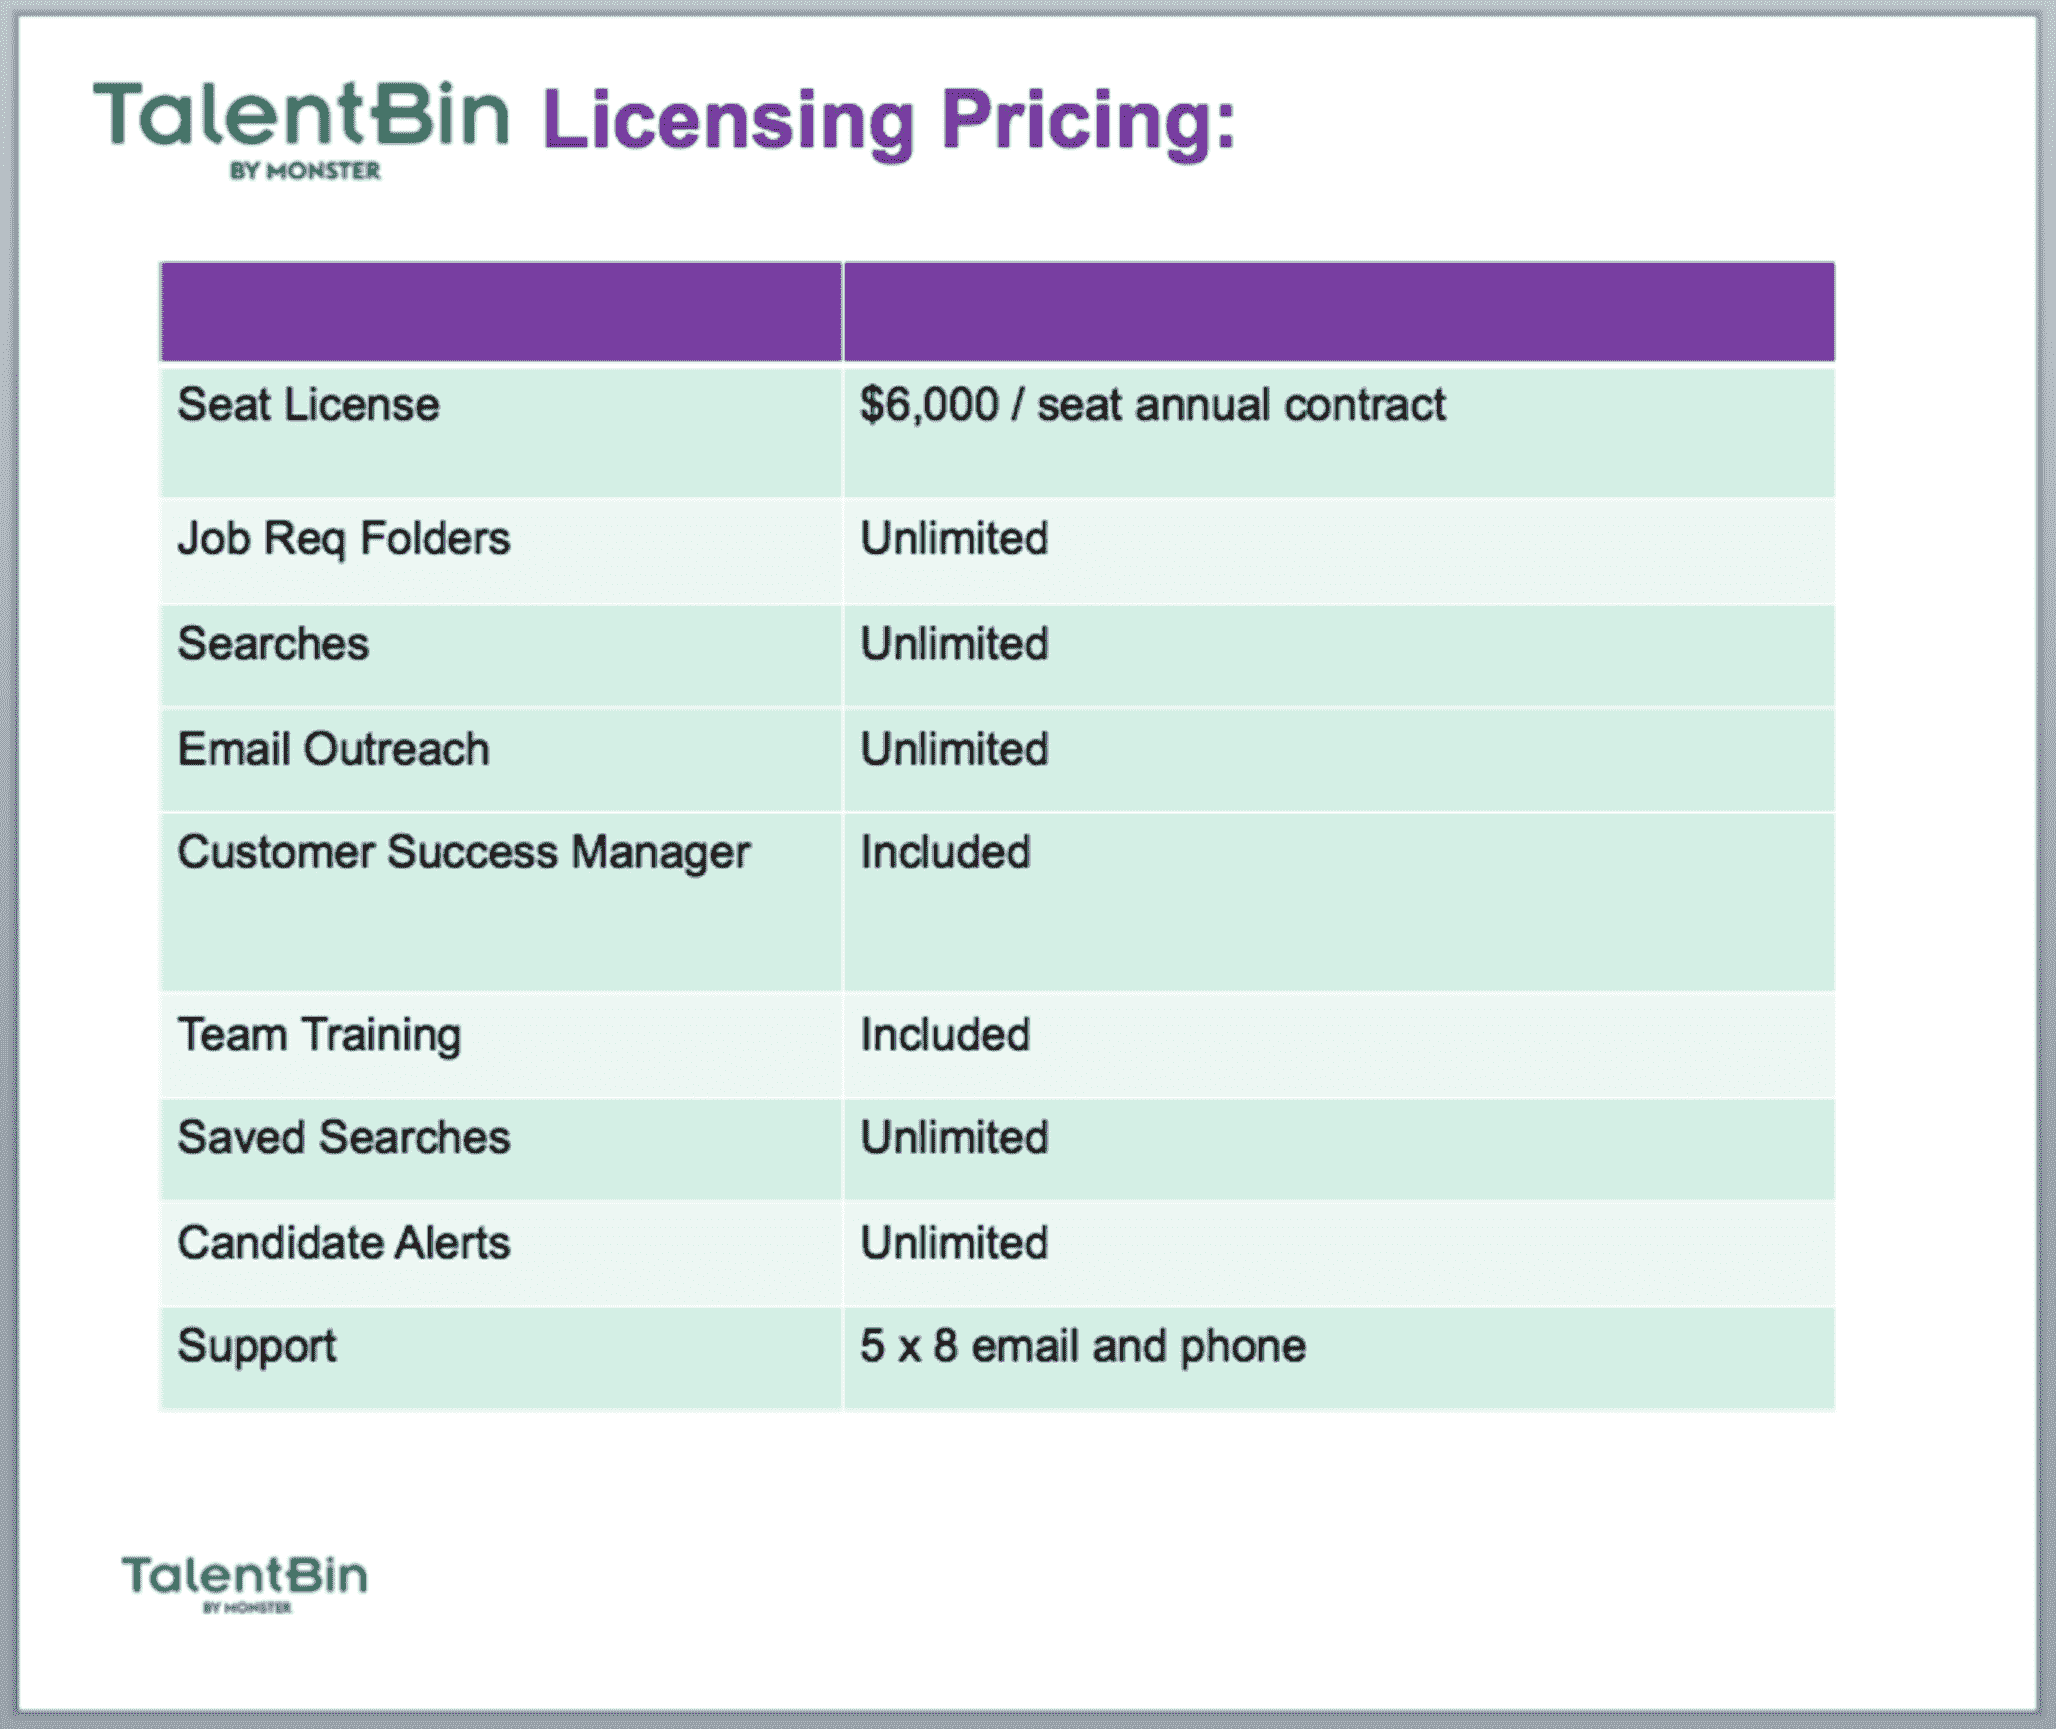 TalentBin Licensing Pricing:
BY MONSTER
Seat License $6,000 / seat annual contract
Job Req Folders Unlimited
Searches Unlimited
Email Outreach Unlimited
Customer Success Manager Included
Team Training Included
Saved Searches Unlimited
Candidate Alerts Unlimited
Support 5 x 8 email and phone
TalentBin
BY MONSTER